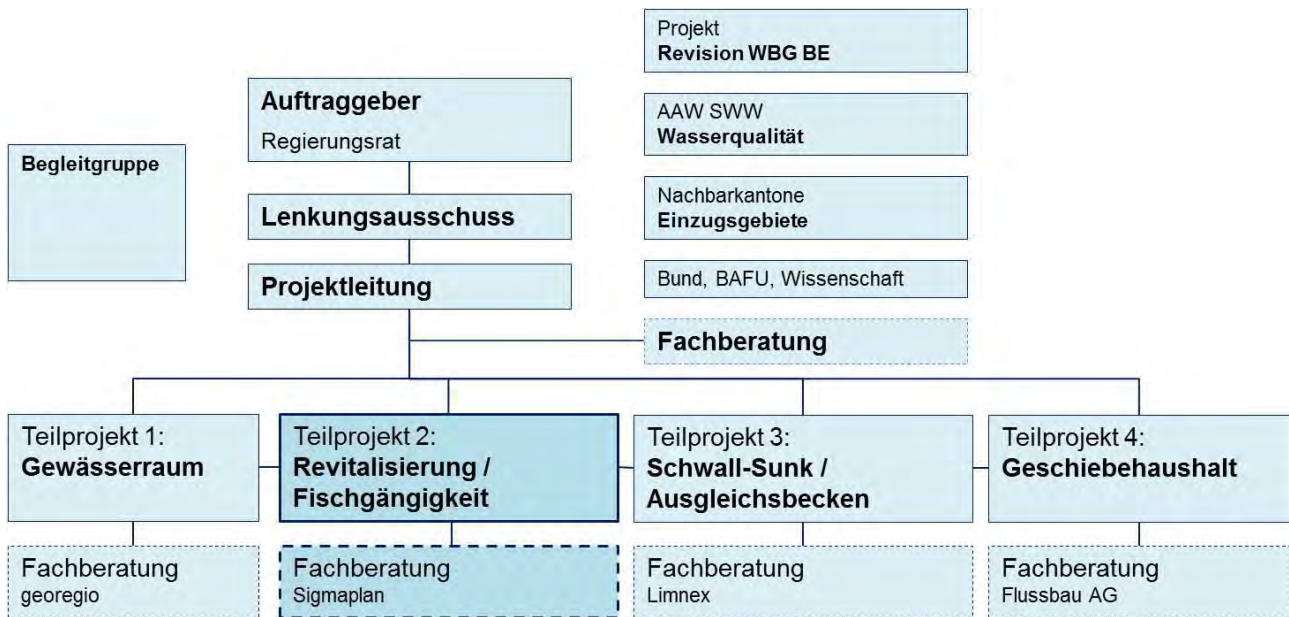 Begleitgruppe
Auftraggeber
Regierungsrat
Lenkungsausschuss
Projektleitung
Projekt
Revision WBG BE
AAW SWW
Wasserqualität
Nachbarkantone
Einzugsgebiete
Bund, BAFU, Wissenschaft
Fachberatung
Teilprojekt 1:
Gewässerraum
Teilprojekt 2:
Revitalisierung /
Fischgängigkeit
Teilprojekt 3:
Schwall-Sunk /
Ausgleichsbecken
Teilprojekt 4:
Geschiebehaushalt
Fachberatung
georegio
Fachberatung
Sigmaplan
Fachberatung
Limnex
Fachberatung
Flussbau AG